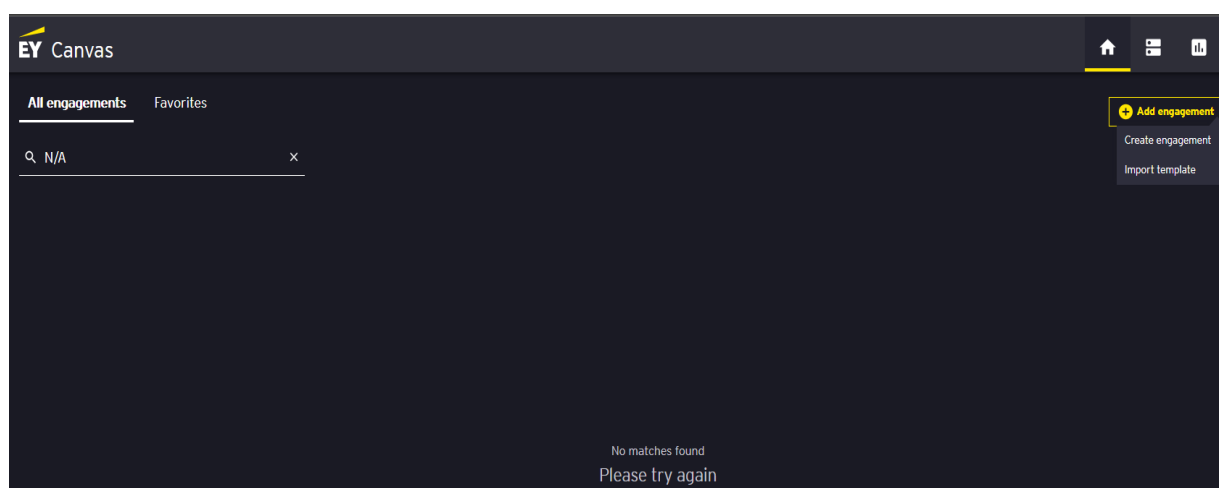 EY Canvas
All engagements Favorites
Add engagement
N/A
Create engagement
Import template
No matches found
Please try again